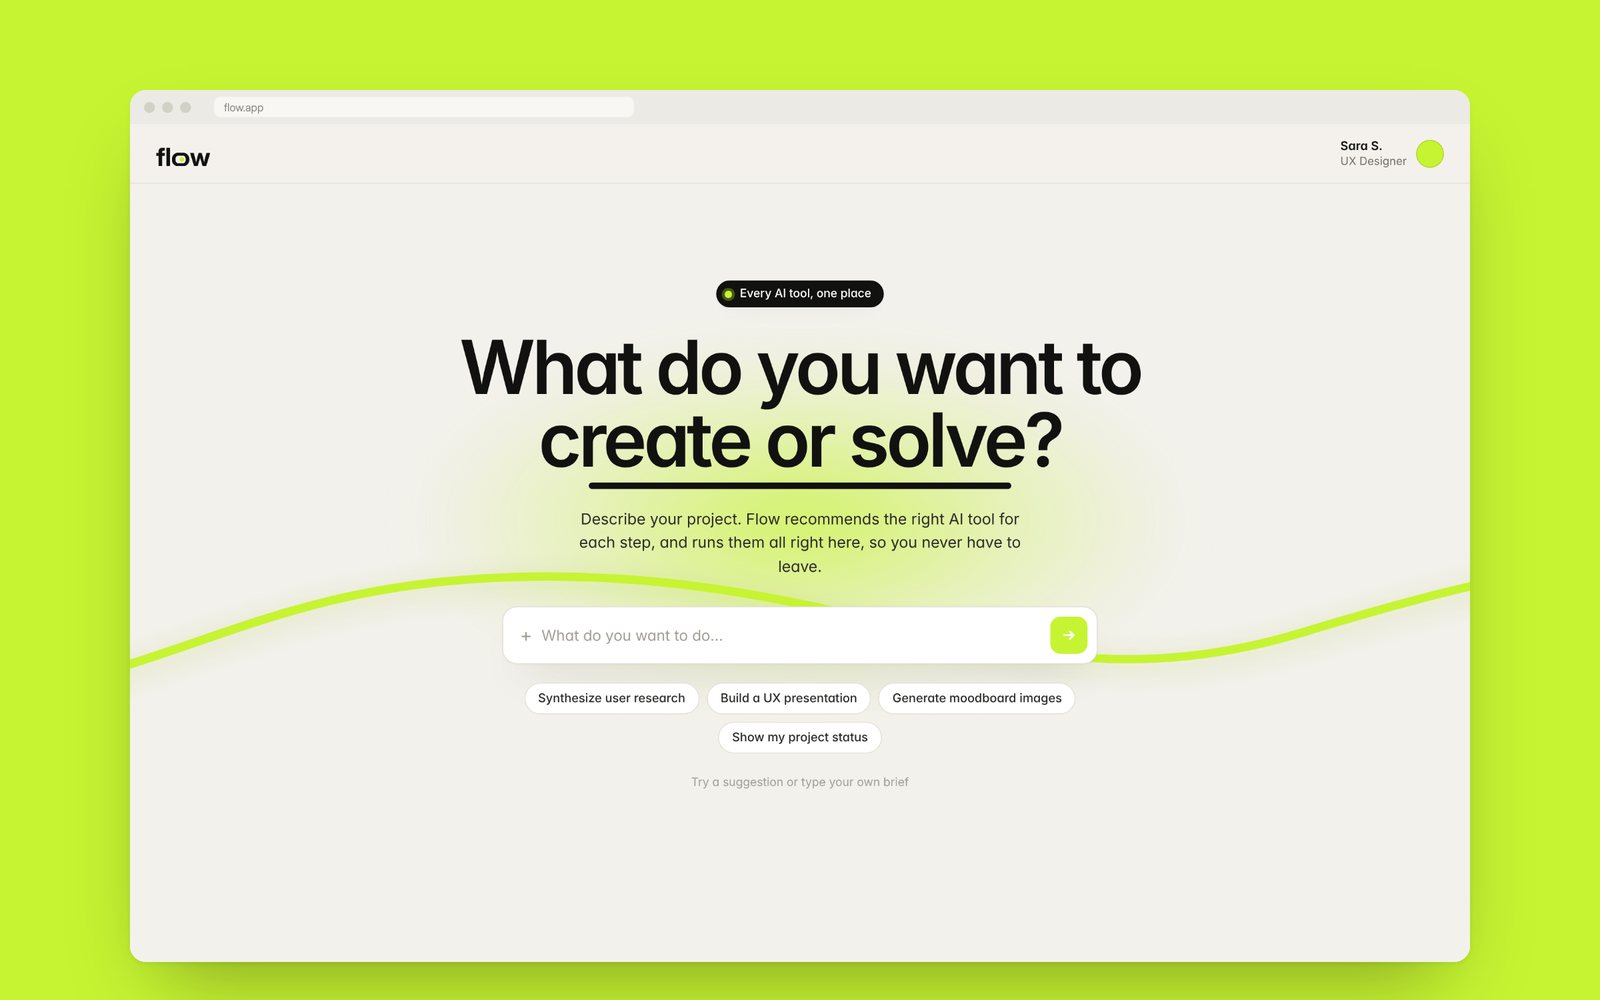 flow.app
flow
Sara S.
UX Designer
Every AI tool, one place
What do you want to
create or solve?
Describe your project. Flow recommends the right AI tool for
each step, and runs them all right here, so you never have to
leave.
+ What do you want to do...
Synthesize user research
Build a UX presentation
Generate moodboard images
Show my project status
Try a suggestion or type your own brief